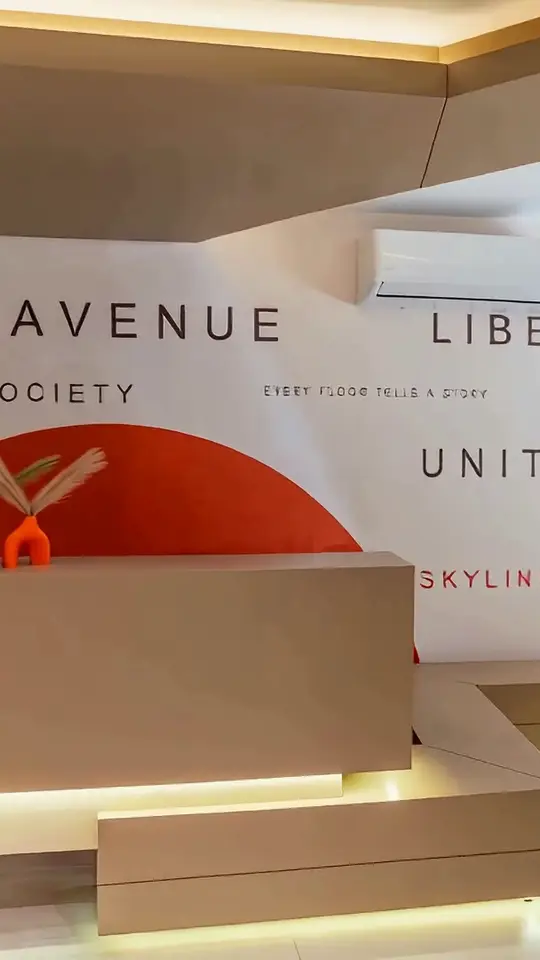 AVENUE
LIBE
OCIETY
EVERY FLOOR TELLS A STORY
UNIT
SKYLIN